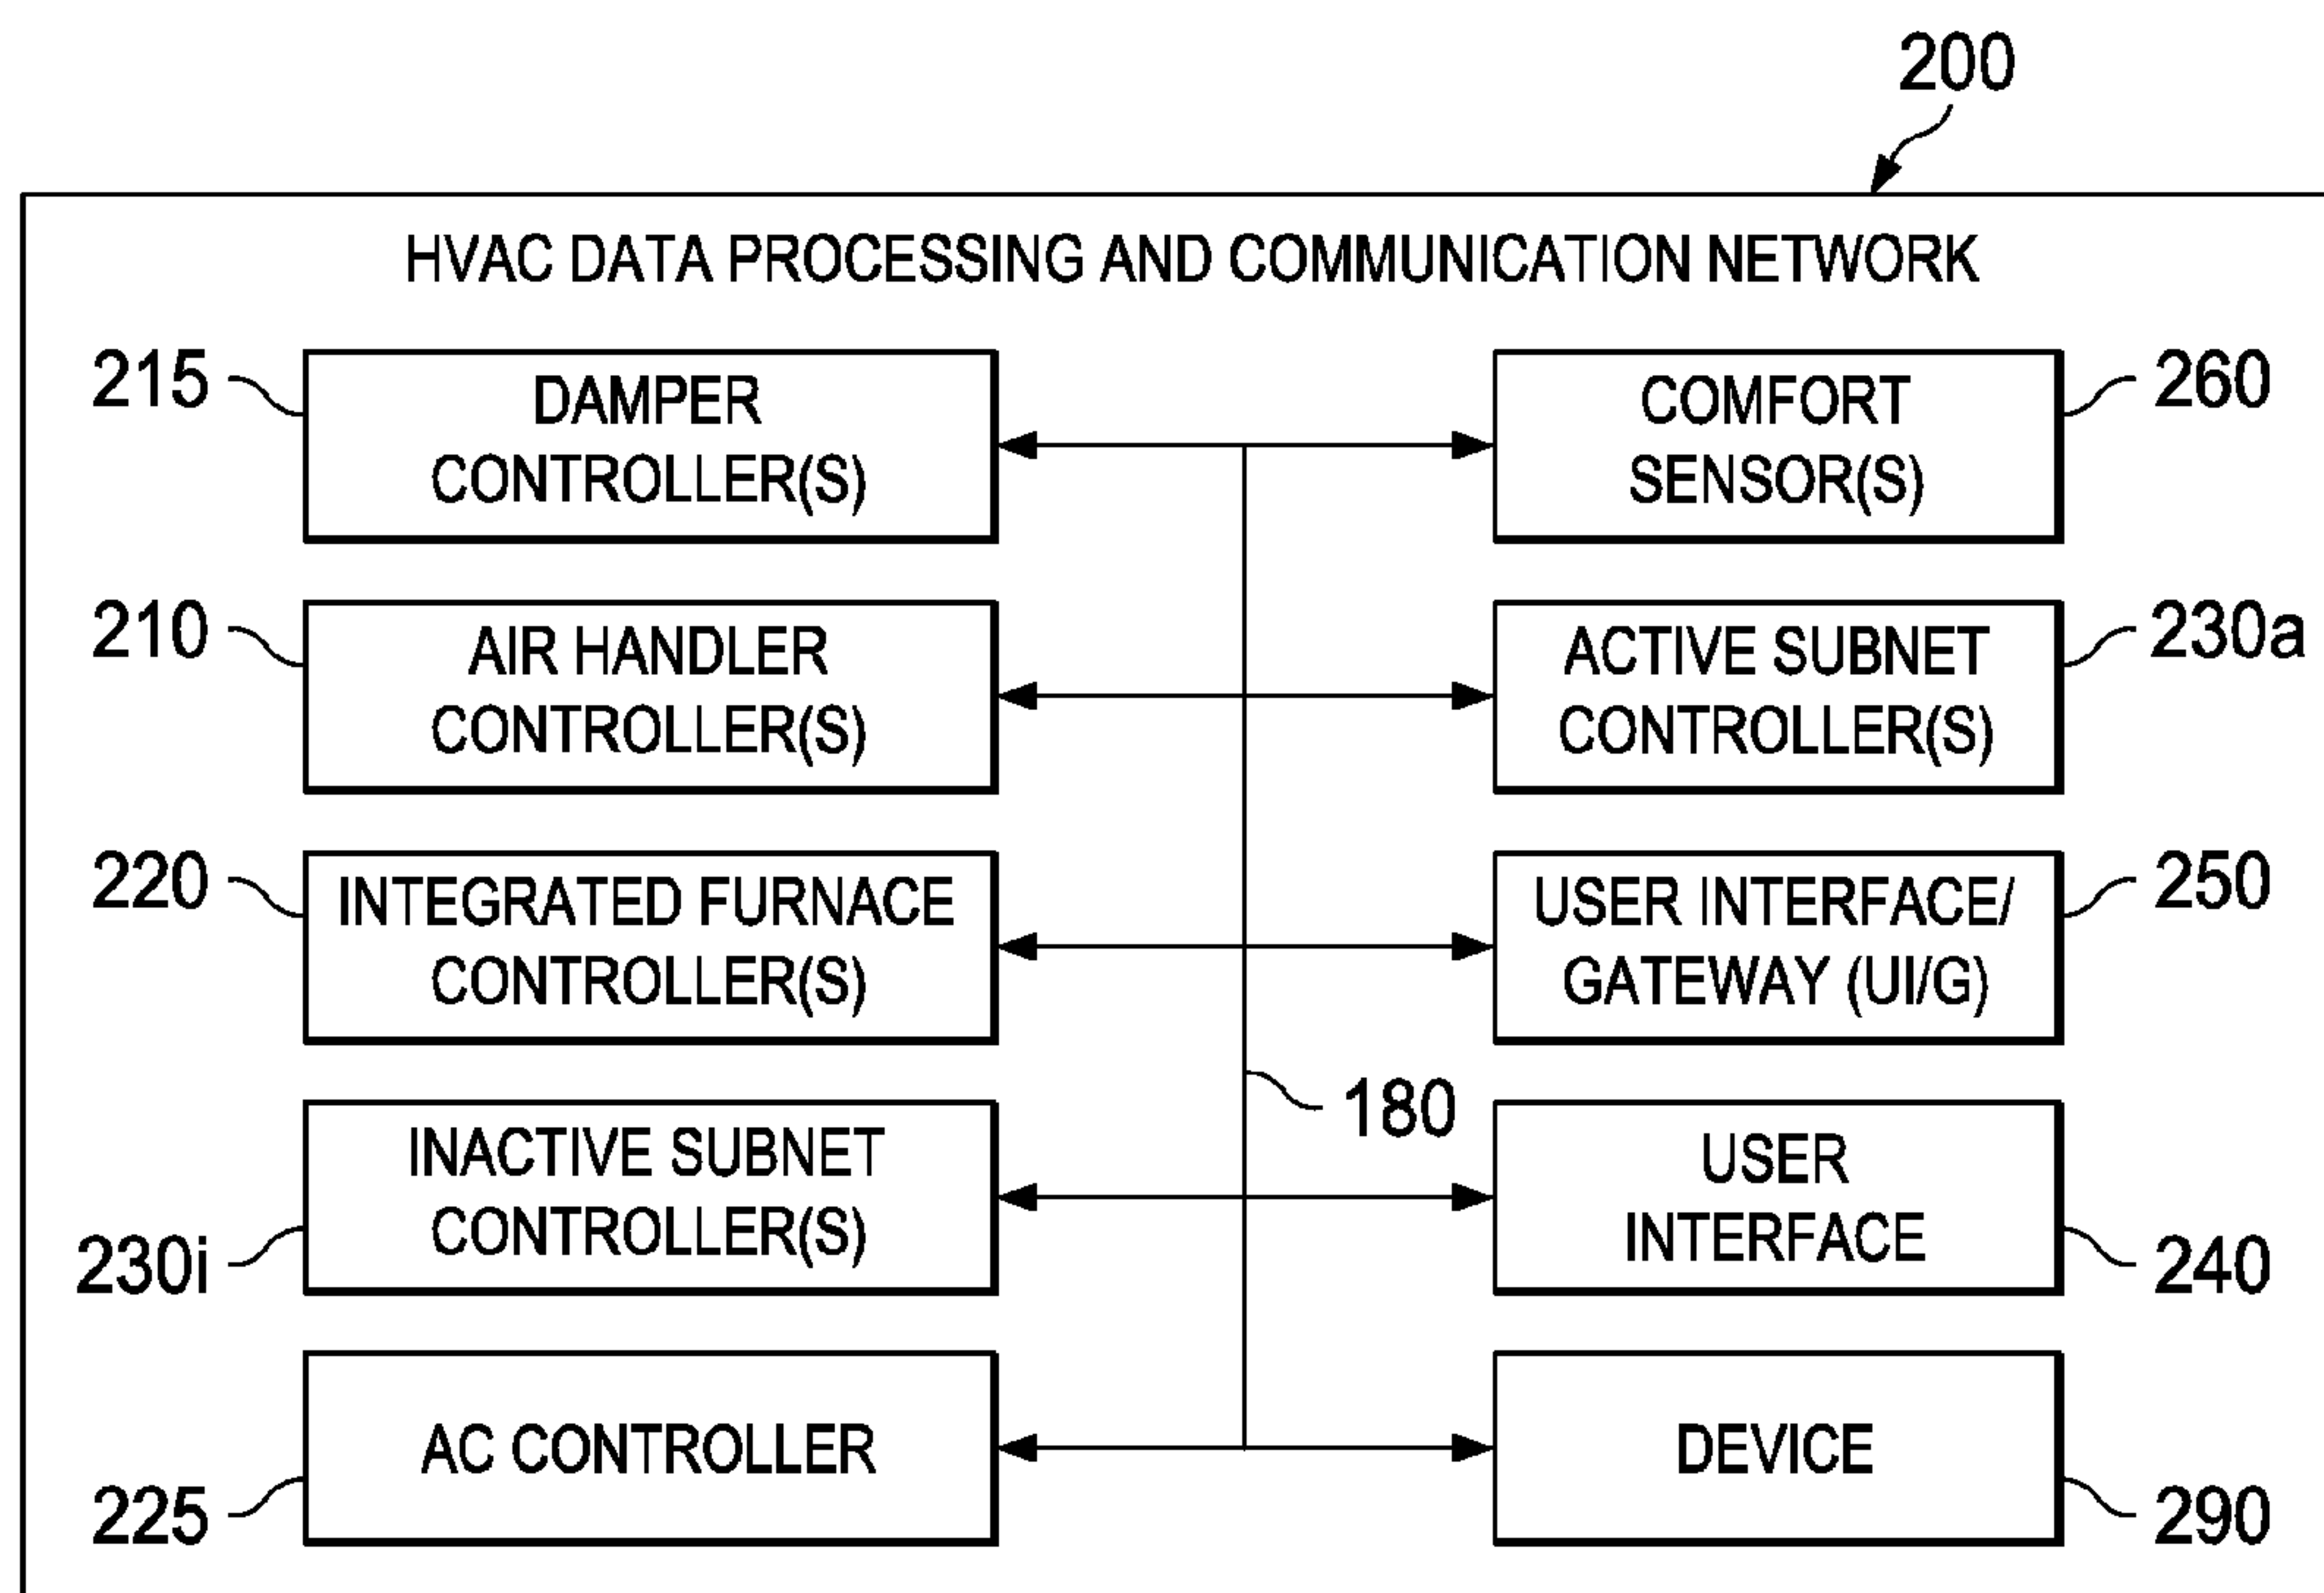 200
HVAC DATA PROCESSING AND COMMUNICATION NETWORK
215
DAMPER
CONTROLLER(S)
COMFORT
SENSOR(S)
260
210
AIR HANDLER
CONTROLLER(S)
ACTIVE SUBNET
CONTROLLER(S)
230a
220
INTEGRATED FURNACE
CONTROLLER(S)
USER INTERFACE/
GATEWAY (UI/G)
250
180
INACTIVE SUBNET
CONTROLLER(S)
230i
USER
INTERFACE
240
AC CONTROLLER
225
DEVICE
290